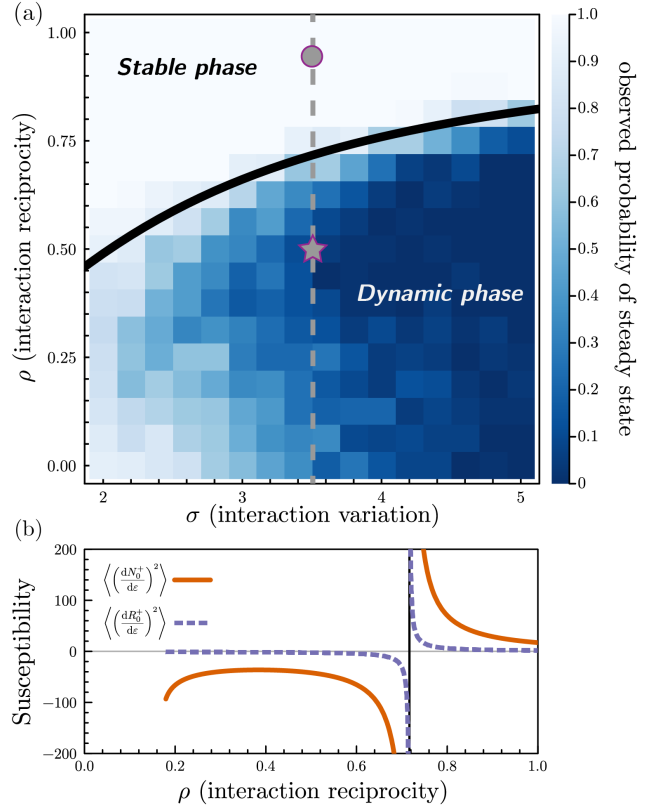 (a)
1.00
0.75
0.50
0.25
0.00
ρ (interaction reciprocity)
Stable phase
Dynamic phase
2
3
4
5
σ (interaction variation)
1.0
0.9
0.8
0.7
0.6
0.5
0.4
0.3
0.2
0.1
0
observed probability of steady state
(b)
200
100
0
−100
−200
Susceptibility
⟨(dN₀⁺/dε)²⟩
⟨(dR₀⁺/dε)²⟩
0.0
0.2
0.4
0.6
0.8
1.0
ρ (interaction reciprocity)